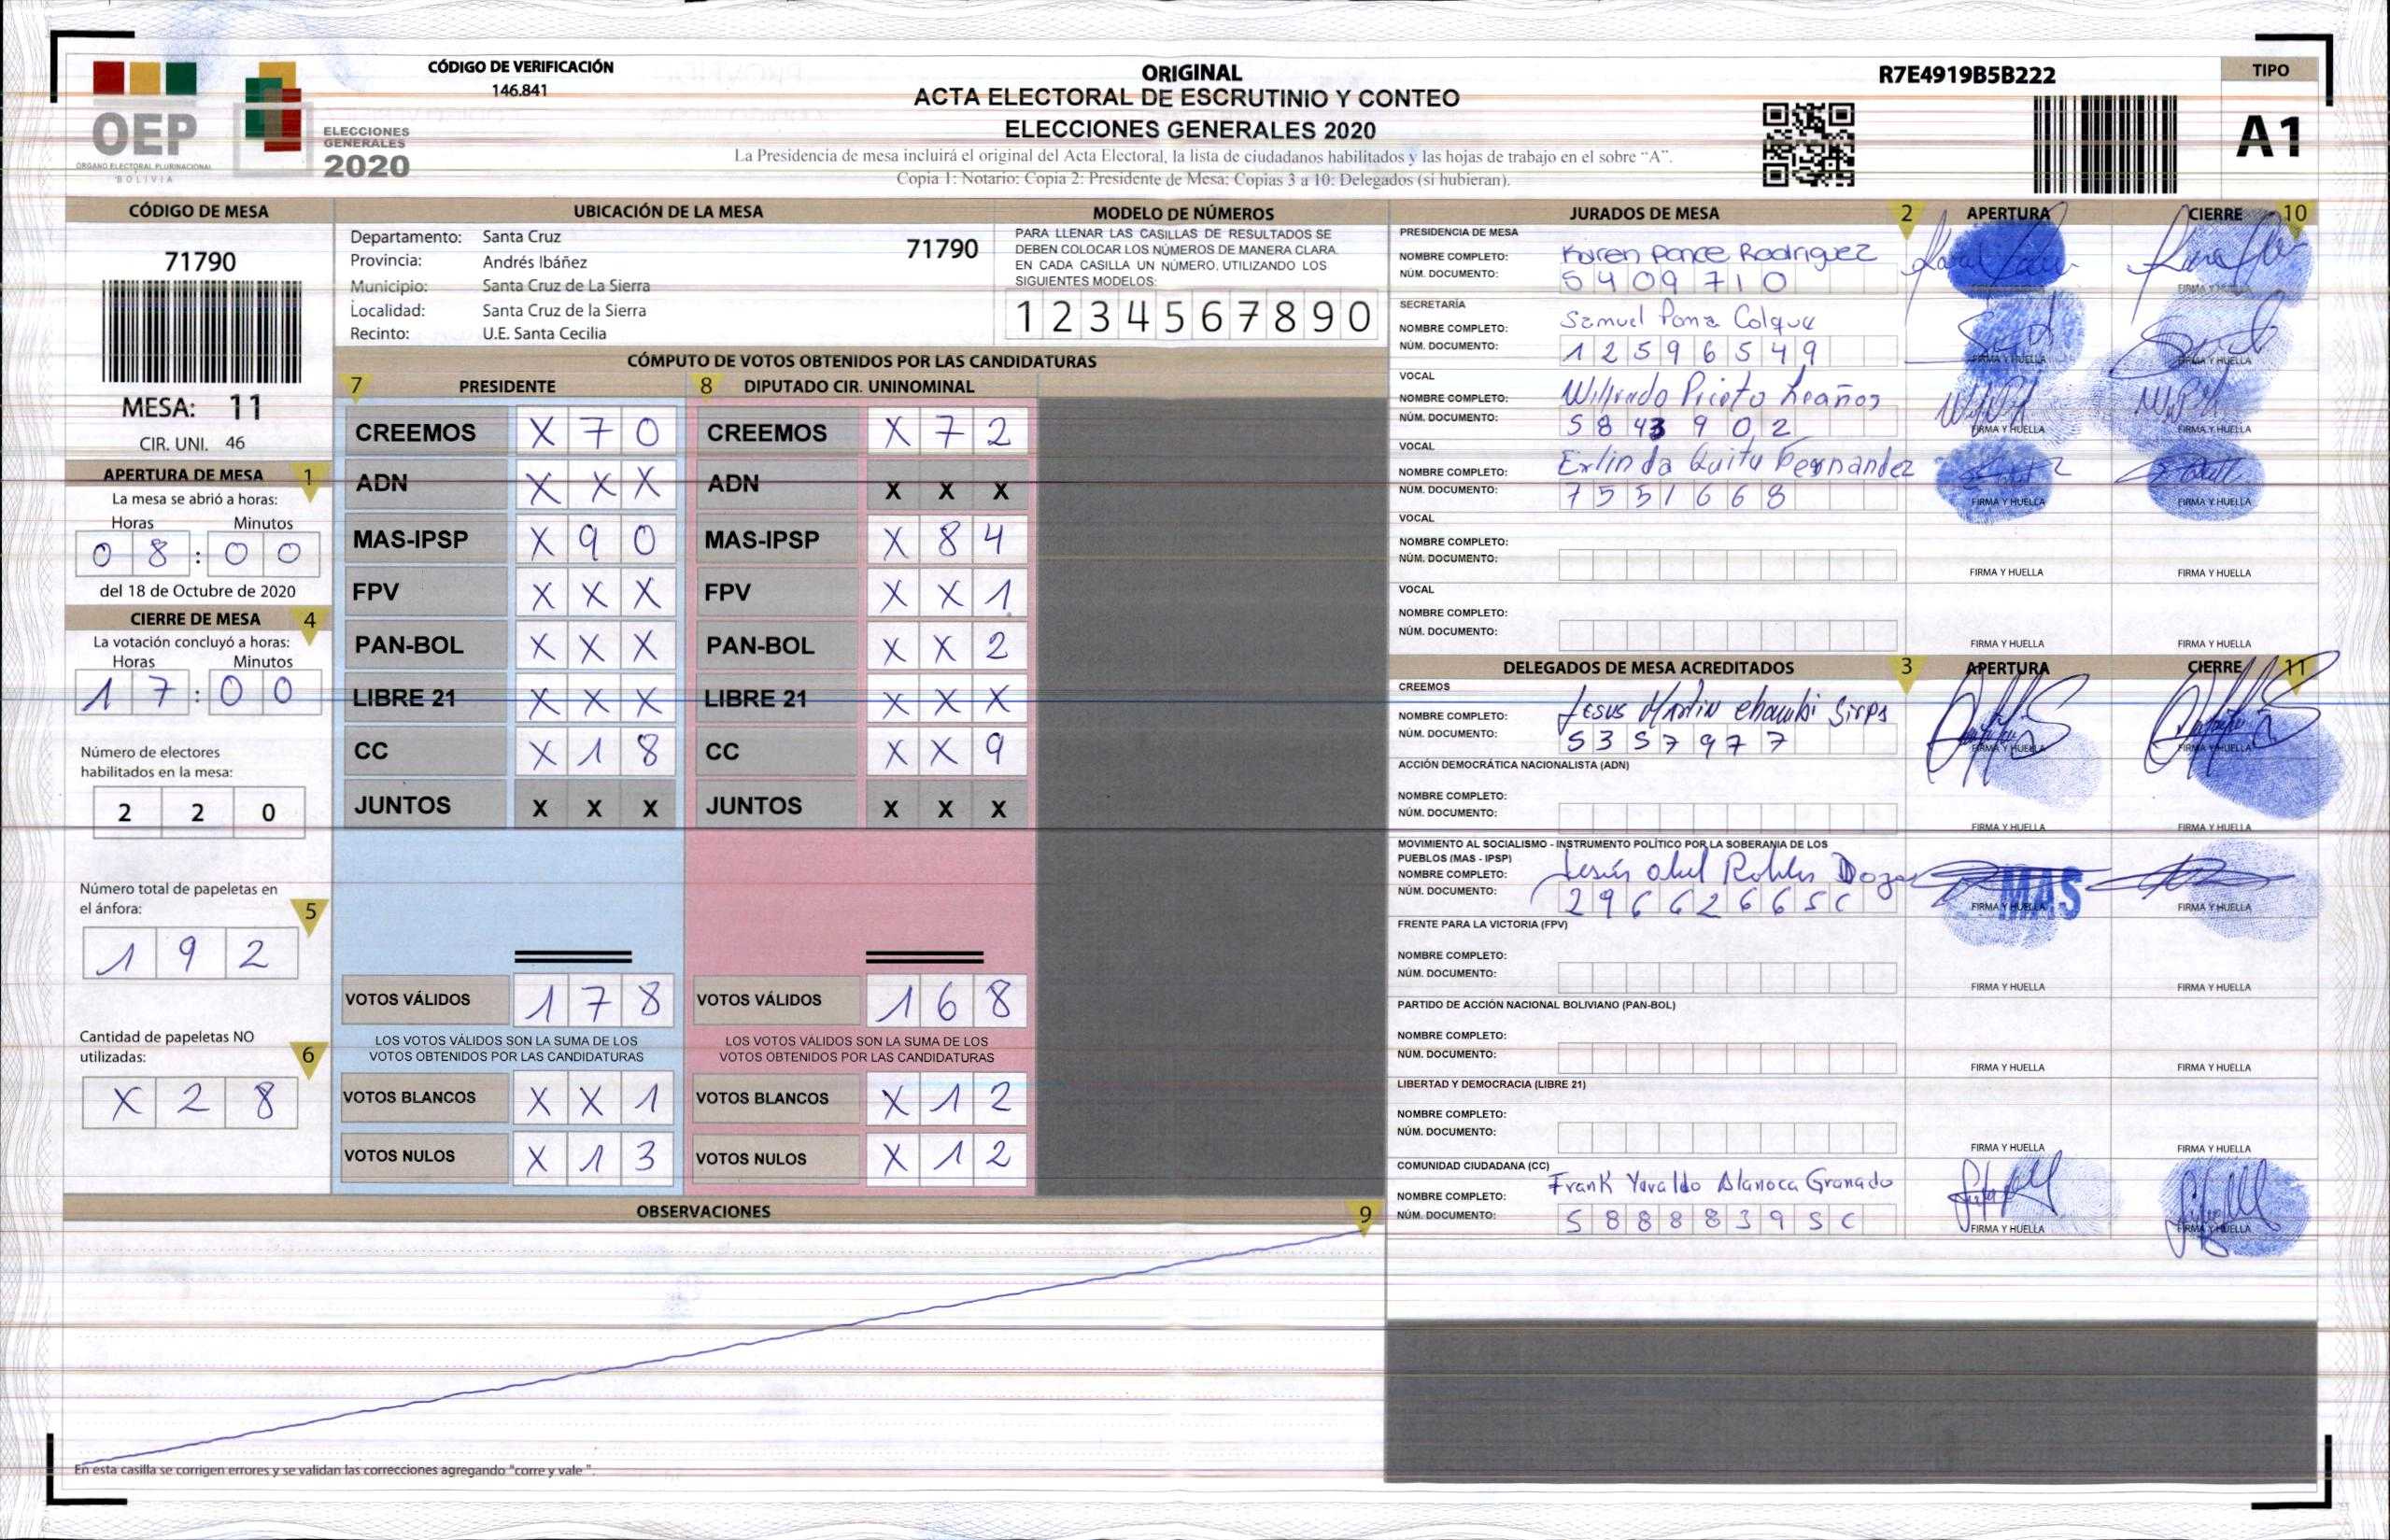 CÓDIGO DE VERIFICACIÓN
146.841
ORIGINAL
ACTA ELECTORAL DE ESCRUTINIO Y CONTEO
ELECCIONES GENERALES 2020
La Presidencia de mesa incluirá el original del Acta Electoral, la lista de ciudadanos habilitados y las hojas de trabajo en el sobre "A".
Copia 1: Notario; Copia 2: Presidente de Mesa; Copias 3 a 10: Delegados (si hubieran).
R7E4919B5B222
TIPO
A1
OEP
ÓRGANO ELECTORAL PLURINACIONAL
BOLIVIA
ELECCIONES
GENERALES
2020
CÓDIGO DE MESA
71790
MESA: 11
CIR. UNI. 46
APERTURA DE MESA 1
La mesa se abrió a horas:
Horas Minutos
0 8 : 0 0
del 18 de Octubre de 2020
CIERRE DE MESA 4
La votación concluyó a horas:
Horas Minutos
1 7 : 0 0
Número de electores
habilitados en la mesa:
2 2 0
Número total de papeletas en
el ánfora: 5
1 9 2
Cantidad de papeletas NO
utilizadas: 6
X 2 8
UBICACIÓN DE LA MESA
Departamento: Santa Cruz
71790
Provincia: Andrés Ibáñez
Municipio: Santa Cruz de La Sierra
Localidad: Santa Cruz de la Sierra
Recinto: U.E. Santa Cecilia
MODELO DE NÚMEROS
PARA LLENAR LAS CASILLAS DE RESULTADOS SE
DEBEN COLOCAR LOS NÚMEROS DE MANERA CLARA.
EN CADA CASILLA UN NÚMERO, UTILIZANDO LOS
SIGUIENTES MODELOS:
1 2 3 4 5 6 7 8 9 0
CÓMPUTO DE VOTOS OBTENIDOS POR LAS CANDIDATURAS
7 PRESIDENTE 8 DIPUTADO CIR. UNINOMINAL
CREEMOS X 7 0 CREEMOS X 7 2
ADN X X X ADN X X X
MAS-IPSP X 9 0 MAS-IPSP X 8 4
FPV X X X FPV X X 1
PAN-BOL X X X PAN-BOL X X 2
LIBRE 21 X X X LIBRE 21 X X X
CC X 1 8 CC X X 9
JUNTOS X X X JUNTOS X X X
VOTOS VÁLIDOS 1 7 8 VOTOS VÁLIDOS 1 6 8
LOS VOTOS VÁLIDOS SON LA SUMA DE LOS LOS VOTOS VÁLIDOS SON LA SUMA DE LOS
VOTOS OBTENIDOS POR LAS CANDIDATURAS VOTOS OBTENIDOS POR LAS CANDIDATURAS
VOTOS BLANCOS X X 1 VOTOS BLANCOS X 1 2
VOTOS NULOS X 1 3 VOTOS NULOS X 1 2
OBSERVACIONES 9
En esta casilla se corrigen errores y se validan las correcciones agregando "corre y vale".
JURADOS DE MESA 2 APERTURA CIERRE 10
PRESIDENCIA DE MESA
NOMBRE COMPLETO: Karen Ponce Rodriguez
NÚM. DOCUMENTO: 5409710
FIRMA Y HUELLA
SECRETARÍA
NOMBRE COMPLETO: Samuel Poma Colque
NÚM. DOCUMENTO: 12596549
FIRMA Y HUELLA FIRMA Y HUELLA
VOCAL
NOMBRE COMPLETO: Wilfredo Prieto Leaños
NÚM. DOCUMENTO: 5843902
FIRMA Y HUELLA FIRMA Y HUELLA
VOCAL
NOMBRE COMPLETO: Erlinda Quitu Fernandez
NÚM. DOCUMENTO: 7551668
FIRMA Y HUELLA FIRMA Y HUELLA
VOCAL
NOMBRE COMPLETO:
NÚM. DOCUMENTO:
FIRMA Y HUELLA FIRMA Y HUELLA
VOCAL
NOMBRE COMPLETO:
NÚM. DOCUMENTO:
FIRMA Y HUELLA FIRMA Y HUELLA
DELEGADOS DE MESA ACREDITADOS 3 APERTURA CIERRE 11
CREEMOS
NOMBRE COMPLETO: Jesus Martin Chambi Sirpa
NÚM. DOCUMENTO: 5357977
FIRMA Y HUELLA FIRMA Y HUELLA
ACCIÓN DEMOCRÁTICA NACIONALISTA (ADN)
NOMBRE COMPLETO:
NÚM. DOCUMENTO:
FIRMA Y HUELLA FIRMA Y HUELLA
MOVIMIENTO AL SOCIALISMO - INSTRUMENTO POLÍTICO POR LA SOBERANIA DE LOS
PUEBLOS (MAS - IPSP)
NOMBRE COMPLETO: Jesús Abel Robles
NÚM. DOCUMENTO: 2966266SC
MAS
FIRMA Y HUELLA FIRMA Y HUELLA
FRENTE PARA LA VICTORIA (FPV)
NOMBRE COMPLETO:
NÚM. DOCUMENTO:
FIRMA Y HUELLA FIRMA Y HUELLA
PARTIDO DE ACCIÓN NACIONAL BOLIVIANO (PAN-BOL)
NOMBRE COMPLETO:
NÚM. DOCUMENTO:
FIRMA Y HUELLA FIRMA Y HUELLA
LIBERTAD Y DEMOCRACIA (LIBRE 21)
NOMBRE COMPLETO:
NÚM. DOCUMENTO:
FIRMA Y HUELLA FIRMA Y HUELLA
COMUNIDAD CIUDADANA (CC)
NOMBRE COMPLETO: Frank Yeraldo Alanoca Granado
NÚM. DOCUMENTO: 5888839SC
FIRMA Y HUELLA FIRMA Y HUELLA